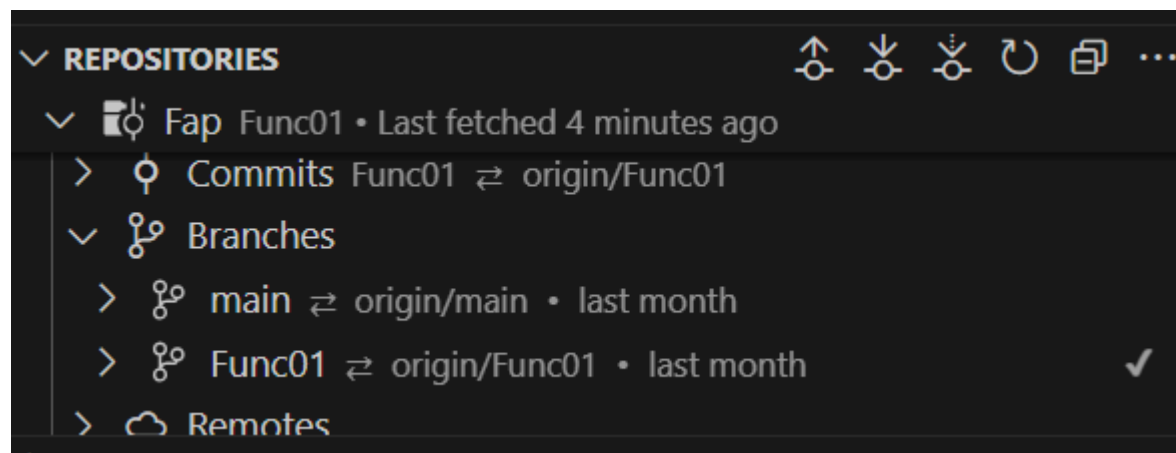 REPOSITORIES
Fap Func01 • Last fetched 4 minutes ago
Commits Func01 ⇄ origin/Func01
Branches
main ⇄ origin/main • last month
Func01 ⇄ origin/Func01 • last month
Remotes